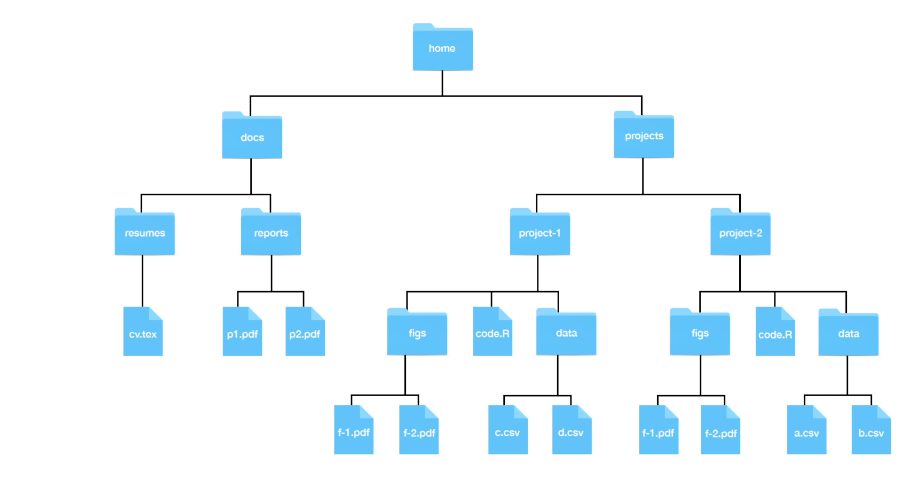 home
docs
projects
resumes
reports
project-1
project-2
cv.tex
p1.pdf
p2.pdf
figs
code.R
data
figs
code.R
data
f-1.pdf
f-2.pdf
c.csv
d.csv
f-1.pdf
f-2.pdf
a.csv
b.csv